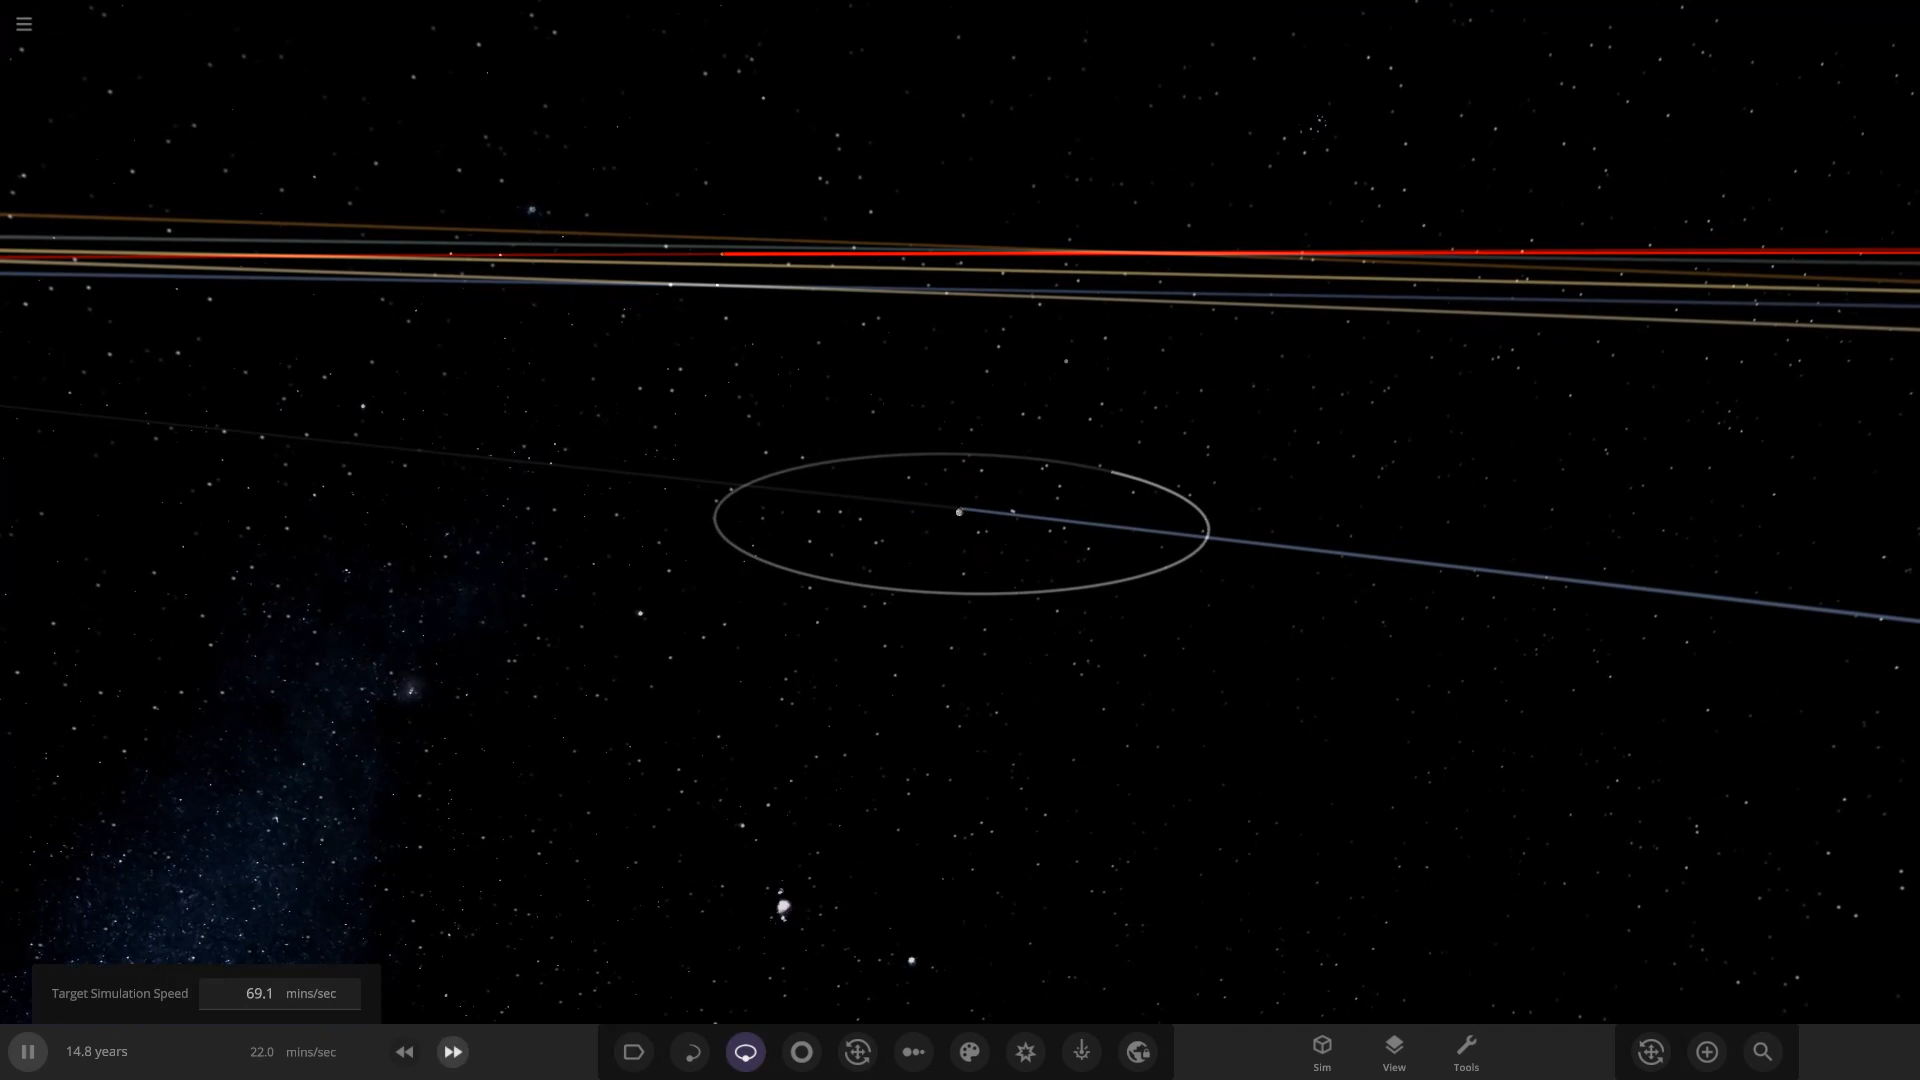 Target Simulation Speed 69.1 mins/sec
14.8 years 22.0 mins/sec
Sim View Tools